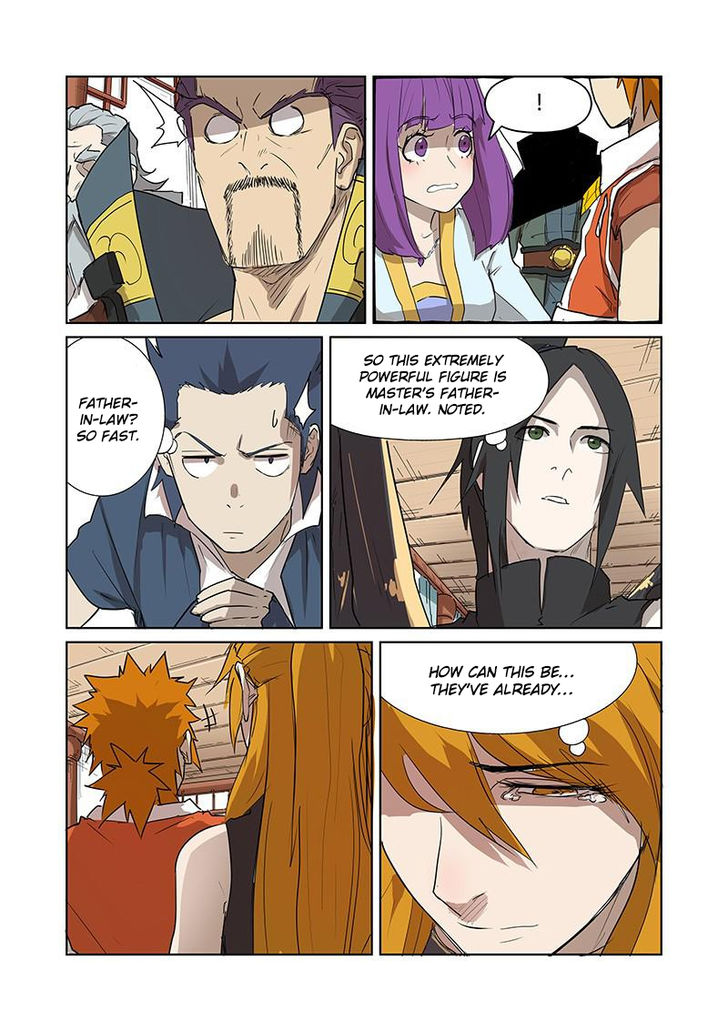 !
FATHER-
IN-LAW?
SO FAST.
SO THIS EXTREMELY
POWERFUL FIGURE IS
MASTER'S FATHER-
IN-LAW. NOTED.
HOW CAN THIS BE...
THEY'VE ALREADY...